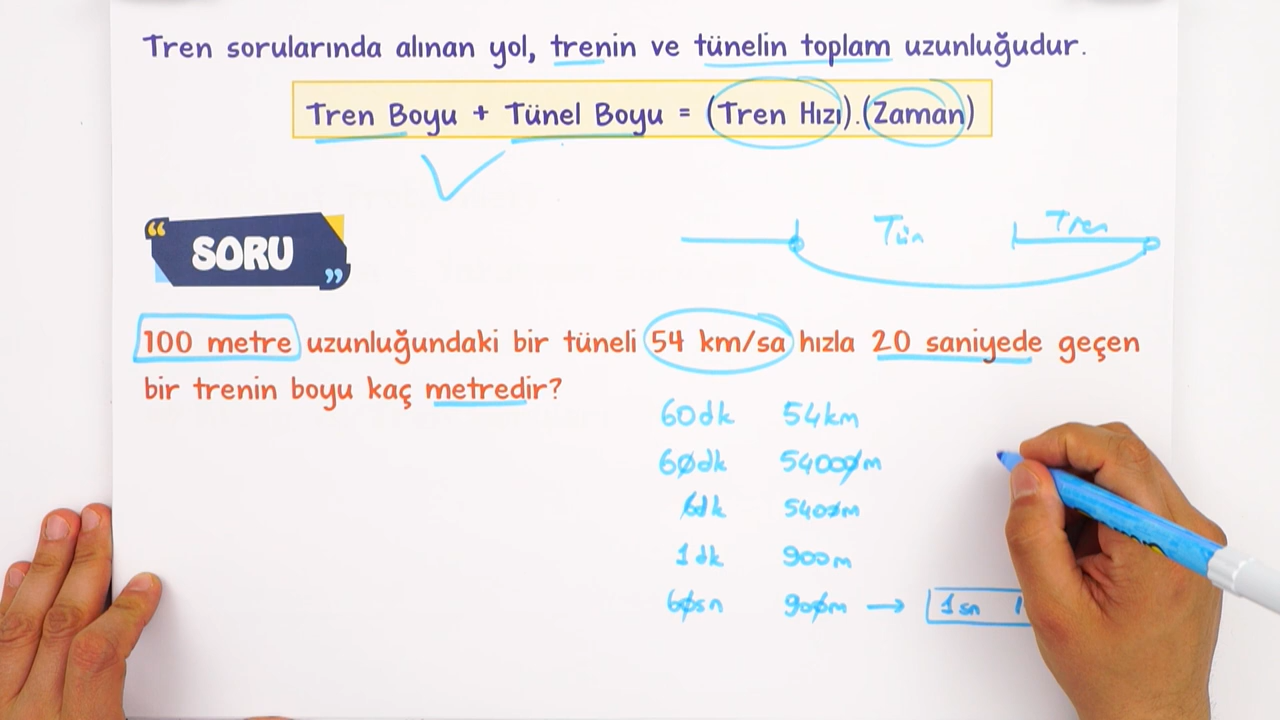 Tren sorularında alınan yol, trenin ve tünelin toplam uzunluğudur.
Tren Boyu + Tünel Boyu = (Tren Hızı).(Zaman)
“ SORU ”
Tün Tren
100 metre uzunluğundaki bir tüneli 54 km/sa hızla 20 saniyede geçen
bir trenin boyu kaç metredir?
60dk 54km
60dk 54000m
6dk 5400m
1dk 900m
60sn 900m → 1sn